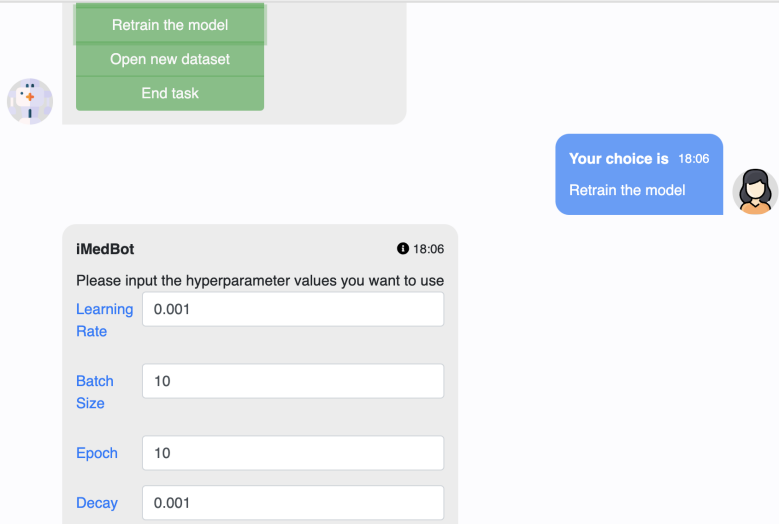 Retrain the model
Open new dataset
End task
Your choice is 18:06
Retrain the model
iMedBot 18:06
Please input the hyperparameter values you want to use
Learning Rate 0.001
Batch Size 10
Epoch 10
Decay 0.001